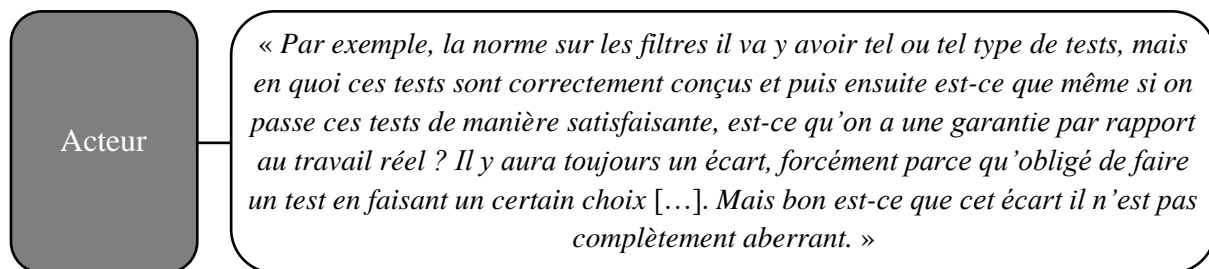 Acteur
« Par exemple, la norme sur les filtres il va y avoir tel ou tel type de tests, mais
en quoi ces tests sont correctement conçus et puis ensuite est-ce que même si on
passe ces tests de manière satisfaisante, est-ce qu’on a une garantie par rapport
au travail réel ? Il y aura toujours un écart, forcément parce qu’obligé de faire
un test en faisant un certain choix […]. Mais bon est-ce que cet écart il n’est pas
complètement aberrant. »